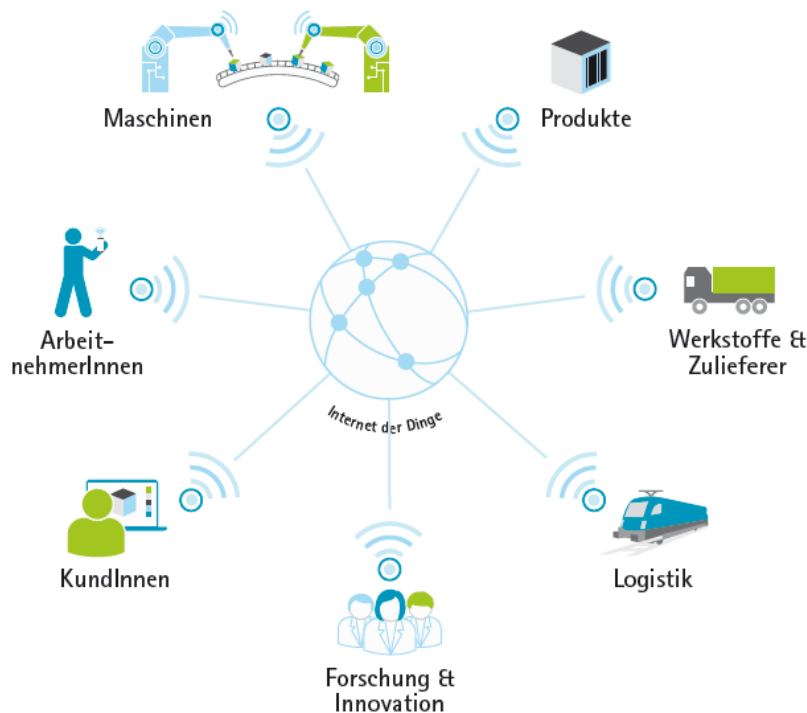 Maschinen
Produkte
Arbeit-
nehmerInnen
Werkstoffe &
Zulieferer
Internet der Dinge
KundInnen
Logistik
Forschung &
Innovation